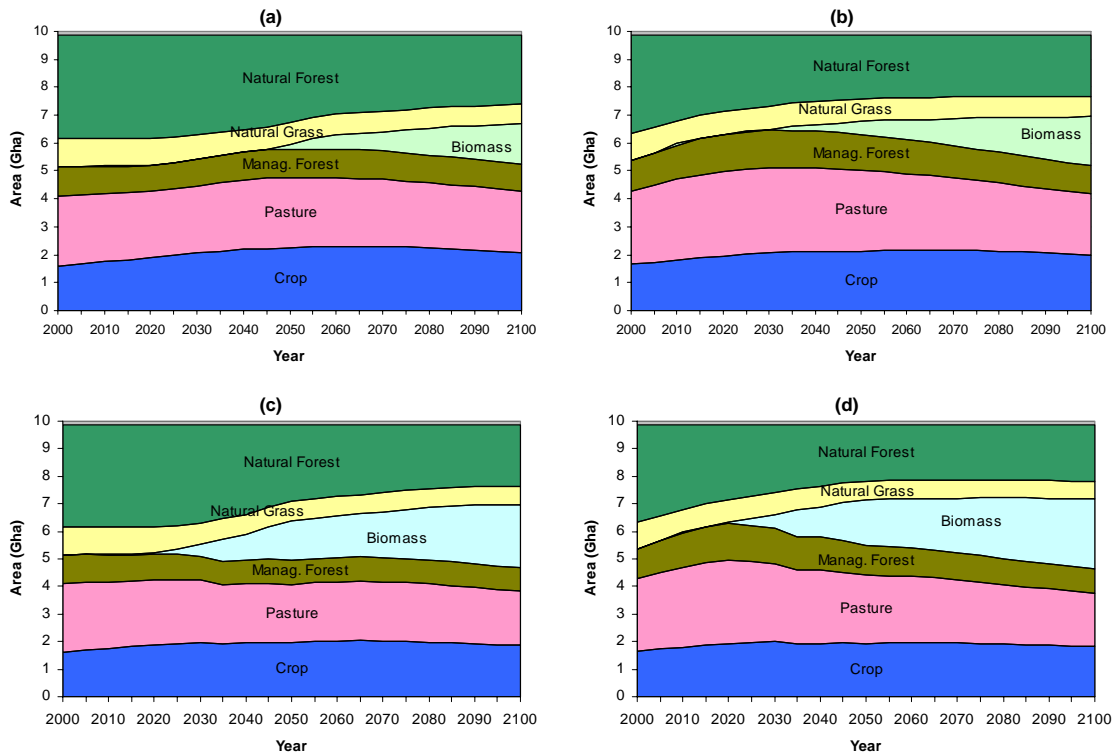 (a)
10
9
8
7
6
5
4
3
2
1
0
Area (Gha)
Natural Forest
Natural Grass
Biomass
Manag. Forest
Pasture
Crop
2000 2010 2020 2030 2040 2050 2060 2070 2080 2090 2100
Year
(b)
10
9
8
7
6
5
4
3
2
1
0
Area (Gha)
Natural Forest
Natural Grass
Biomass
Manag. Forest
Pasture
Crop
2000 2010 2020 2030 2040 2050 2060 2070 2080 2090 2100
Year
(c)
10
9
8
7
6
5
4
3
2
1
0
Area (Gha)
Natural Forest
Natural Grass
Biomass
Manag. Forest
Pasture
Crop
2000 2010 2020 2030 2040 2050 2060 2070 2080 2090 2100
Year
(d)
10
9
8
7
6
5
4
3
2
1
0
Area (Gha)
Natural Forest
Natural Grass
Biomass
Manag. Forest
Pasture
Crop
2000 2010 2020 2030 2040 2050 2060 2070 2080 2090 2100
Year